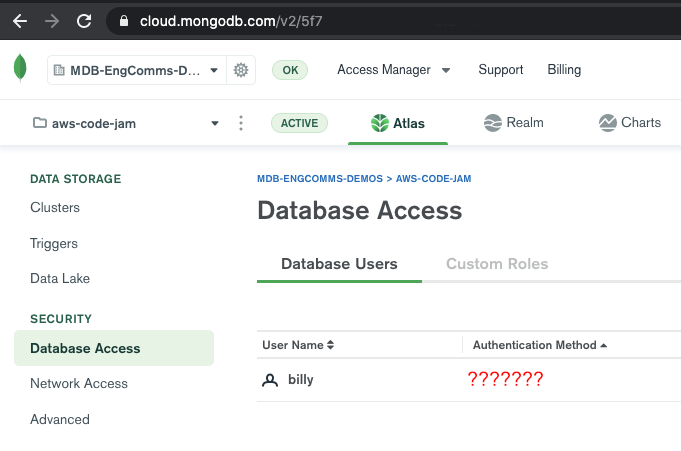 cloud.mongodb.com/v2/5f7
MDB-EngComms-D...
OK
Access Manager
Support
Billing
aws-code-jam
ACTIVE
Atlas
Realm
Charts
DATA STORAGE
Clusters
Triggers
Data Lake
SECURITY
Database Access
Network Access
Advanced
MDB-ENGCOMMS-DEMOS > AWS-CODE-JAM
Database Access
Database Users
Custom Roles
User Name
Authentication Method
billy
???????